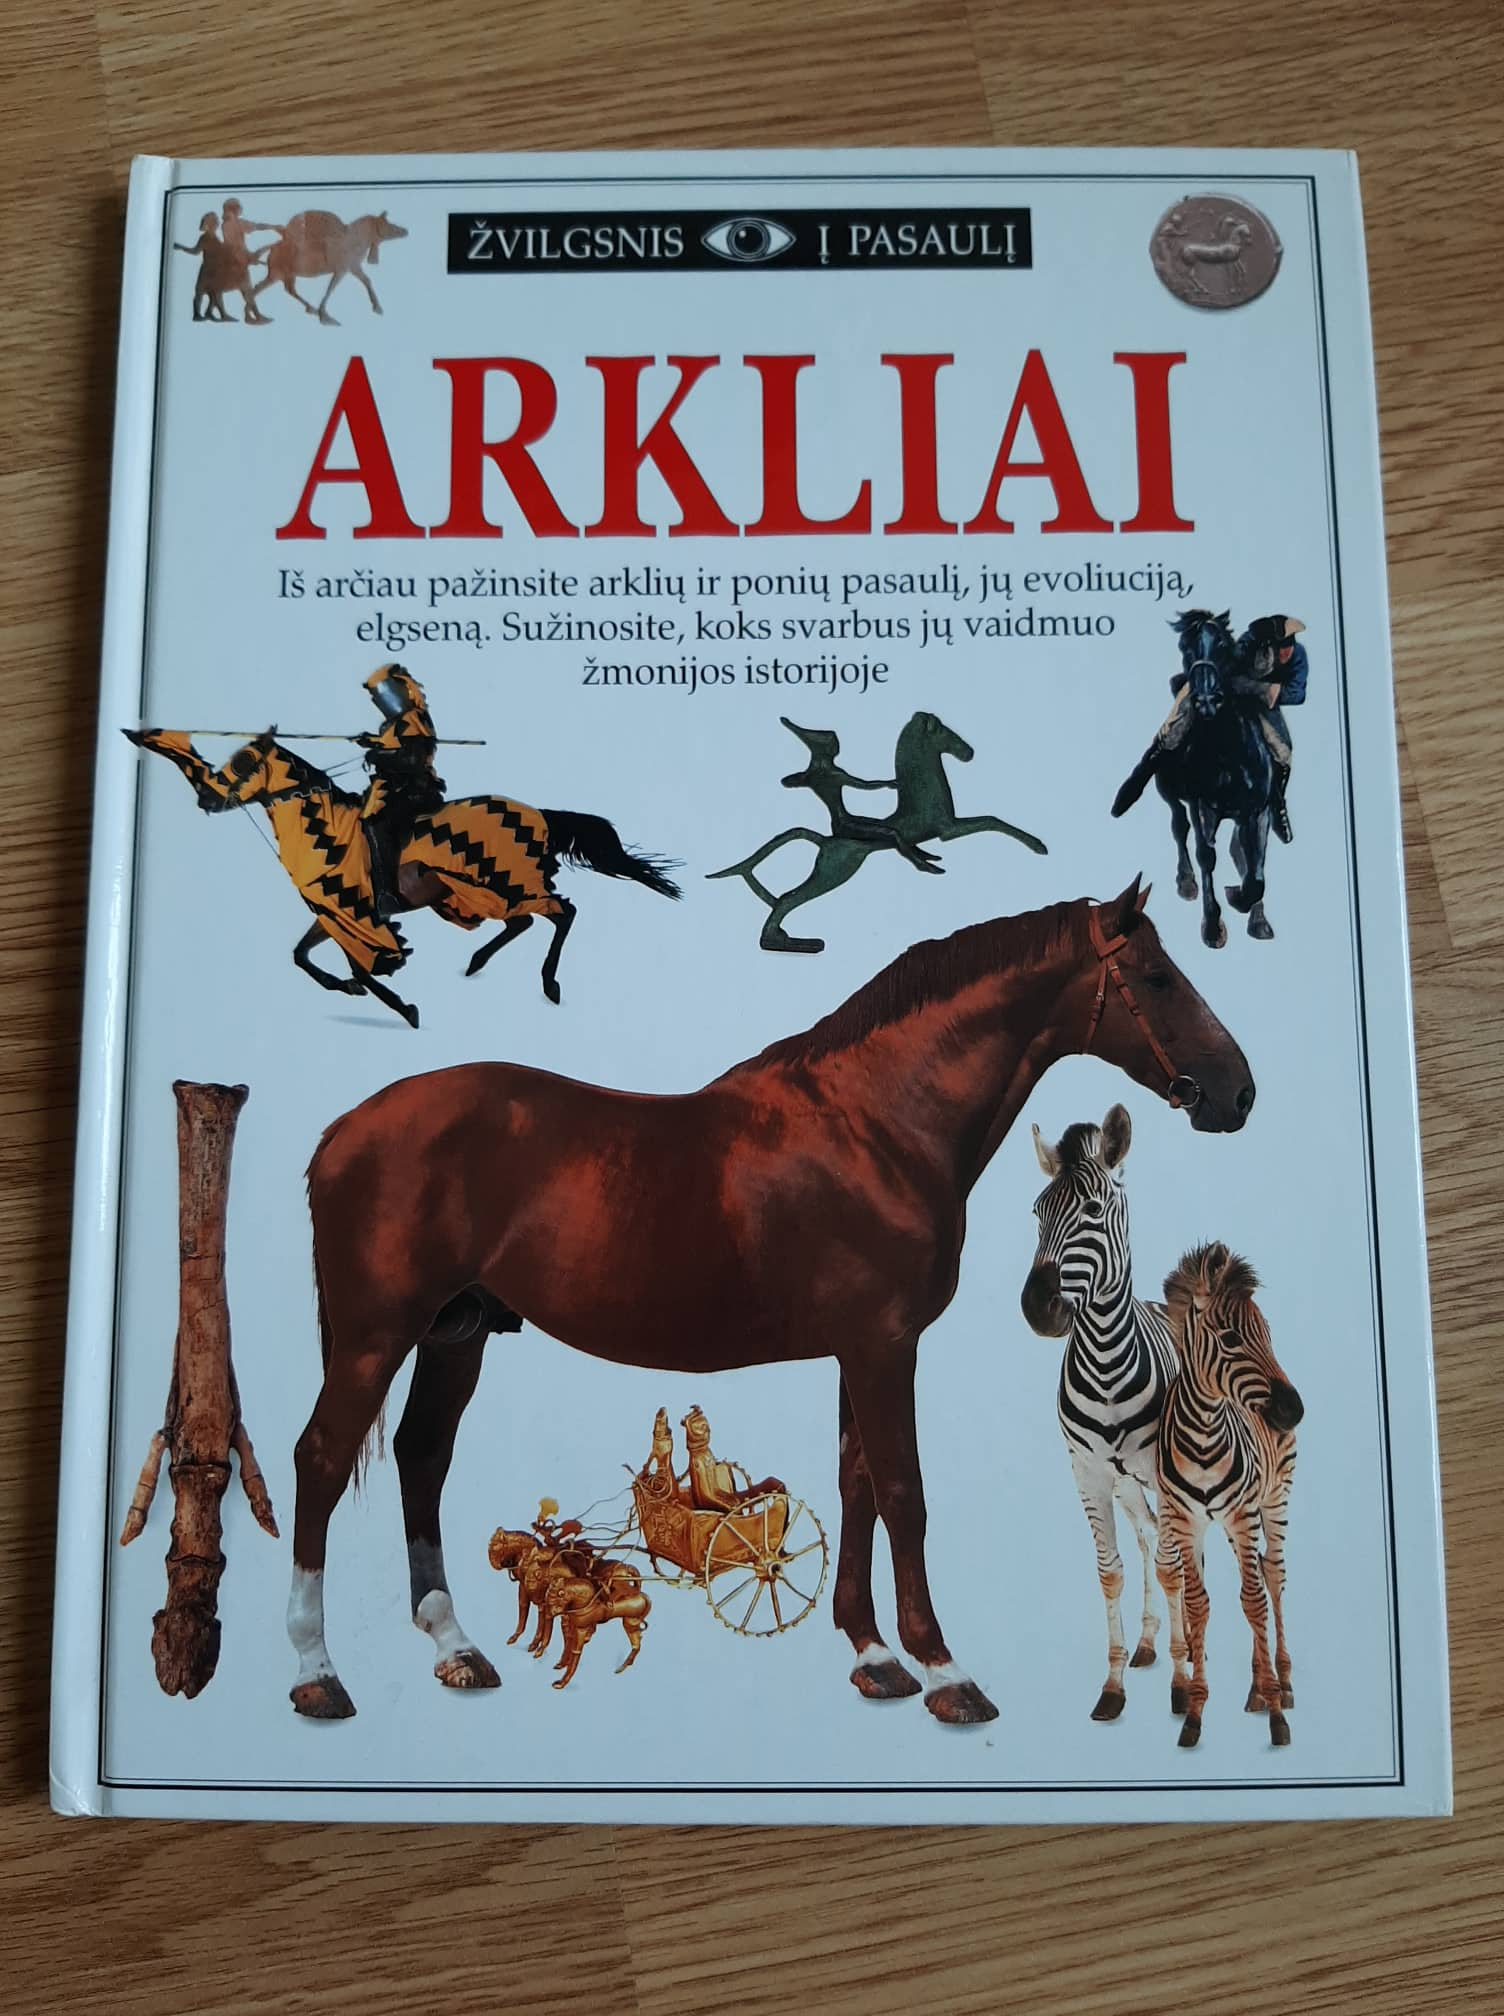 ŽVILGSNIS Į PASAULĮ
ARKLIAI
Iš arčiau pažinsite arklių ir ponių pasaulį, jų evoliuciją,
elgseną. Sužinosite, koks svarbus jų vaidmuo
žmonijos istorijoje